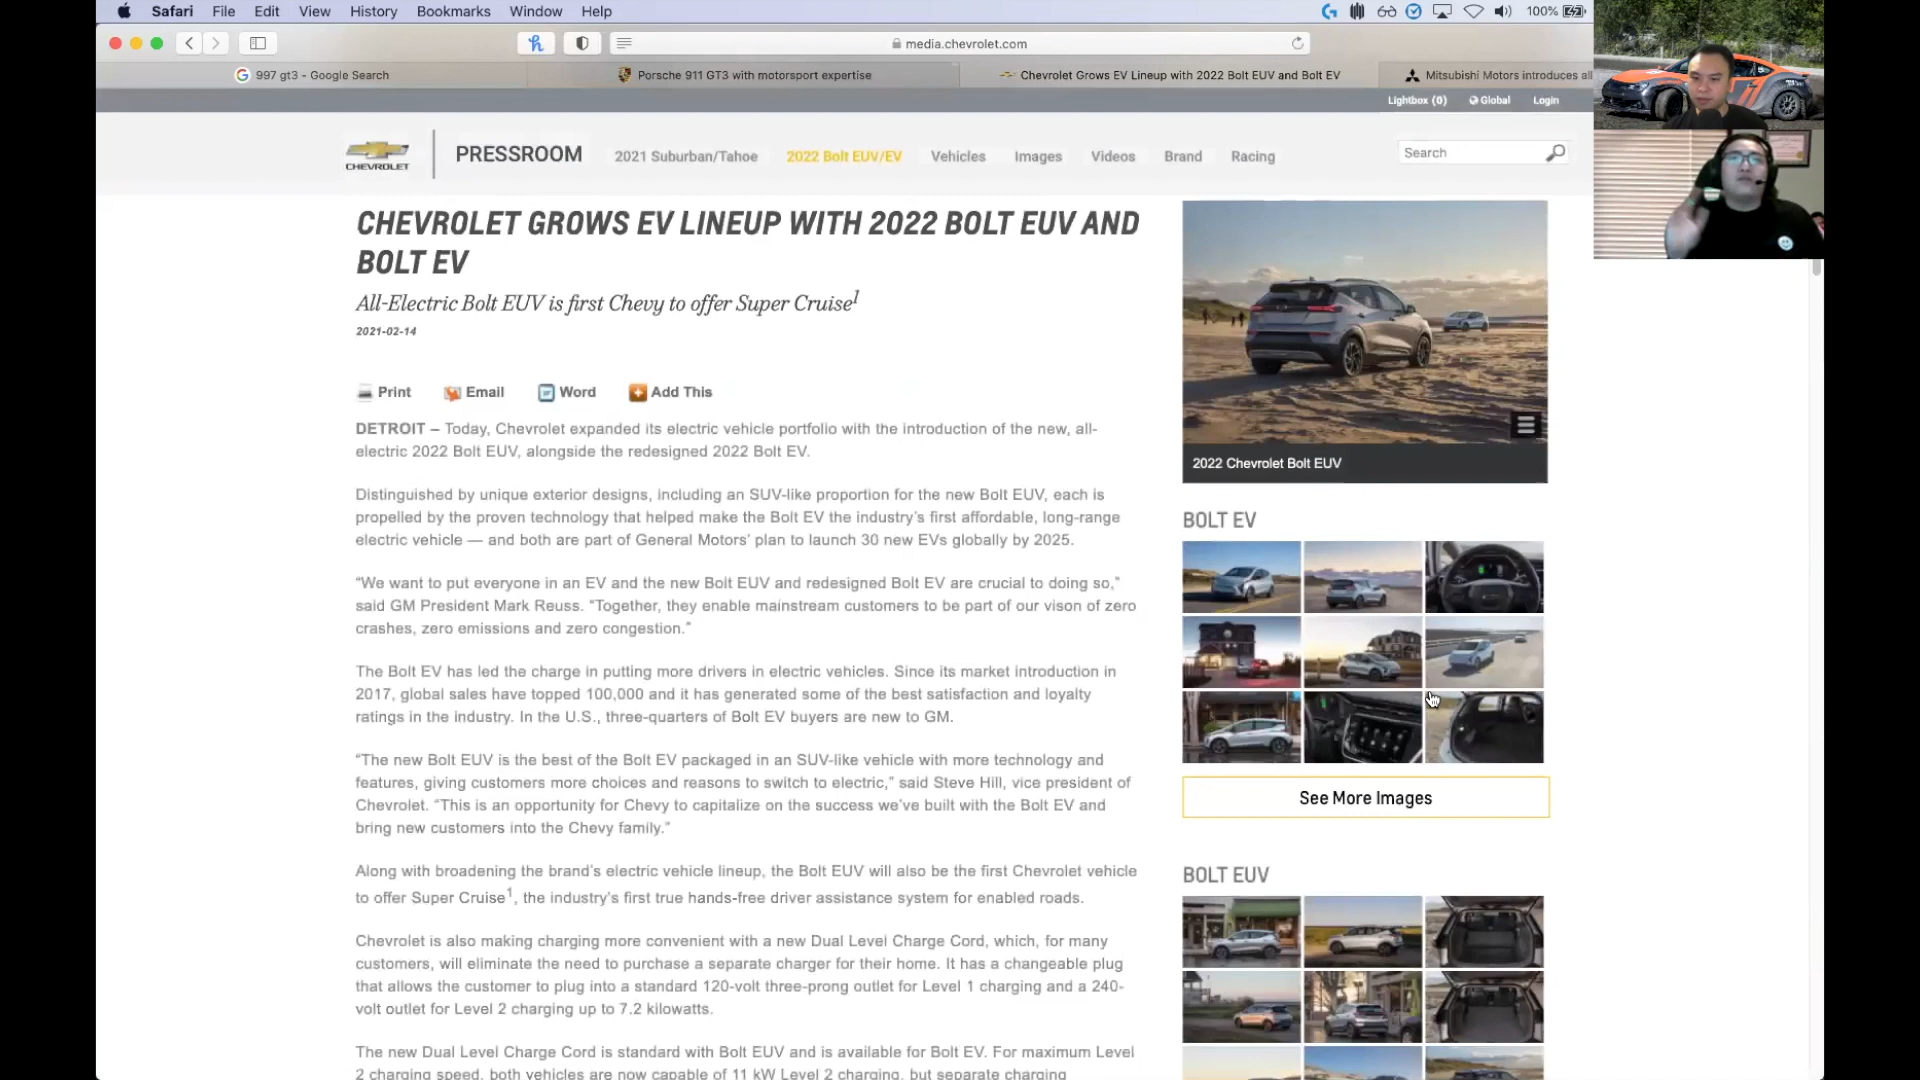 Safari File Edit View History Bookmarks Window Help 100%
media.chevrolet.com
997 gt3 - Google Search
Porsche 911 GT3 with motorsport expertise
Chevrolet Grows EV Lineup with 2022 Bolt EUV and Bolt EV
Mitsubishi Motors introduces all
Lightbox (0) Global Login
CHEVROLET
PRESSROOM
2021 Suburban/Tahoe 2022 Bolt EUV/EV Vehicles Images Videos Brand Racing
Search
CHEVROLET GROWS EV LINEUP WITH 2022 BOLT EUV AND
BOLT EV
All-Electric Bolt EUV is first Chevy to offer Super Cruise1
2021-02-14
Print Email Word Add This
DETROIT – Today, Chevrolet expanded its electric vehicle portfolio with the introduction of the new, all-
electric 2022 Bolt EUV, alongside the redesigned 2022 Bolt EV.
Distinguished by unique exterior designs, including an SUV-like proportion for the new Bolt EUV, each is
propelled by the proven technology that helped make the Bolt EV the industry's first affordable, long-range
electric vehicle — and both are part of General Motors' plan to launch 30 new EVs globally by 2025.
“We want to put everyone in an EV and the new Bolt EUV and redesigned Bolt EV are crucial to doing so,”
said GM President Mark Reuss. “Together, they enable mainstream customers to be part of our vison of zero
crashes, zero emissions and zero congestion.”
The Bolt EV has led the charge in putting more drivers in electric vehicles. Since its market introduction in
2017, global sales have topped 100,000 and it has generated some of the best satisfaction and loyalty
ratings in the industry. In the U.S., three-quarters of Bolt EV buyers are new to GM.
“The new Bolt EUV is the best of the Bolt EV packaged in an SUV-like vehicle with more technology and
features, giving customers more choices and reasons to switch to electric,” said Steve Hill, vice president of
Chevrolet. “This is an opportunity for Chevy to capitalize on the success we've built with the Bolt EV and
bring new customers into the Chevy family.”
Along with broadening the brand's electric vehicle lineup, the Bolt EUV will also be the first Chevrolet vehicle
to offer Super Cruise1, the industry's first true hands-free driver assistance system for enabled roads.
Chevrolet is also making charging more convenient with a new Dual Level Charge Cord, which, for many
customers, will eliminate the need to purchase a separate charger for their home. It has a changeable plug
that allows the customer to plug into a standard 120-volt three-prong outlet for Level 1 charging and a 240-
volt outlet for Level 2 charging up to 7.2 kilowatts.
The new Dual Level Charge Cord is standard with Bolt EUV and is available for Bolt EV. For maximum Level
2 charging speed, both vehicles are now capable of 11 kW Level 2 charging, but separate charging
2022 Chevrolet Bolt EUV
BOLT EV
See More Images
BOLT EUV